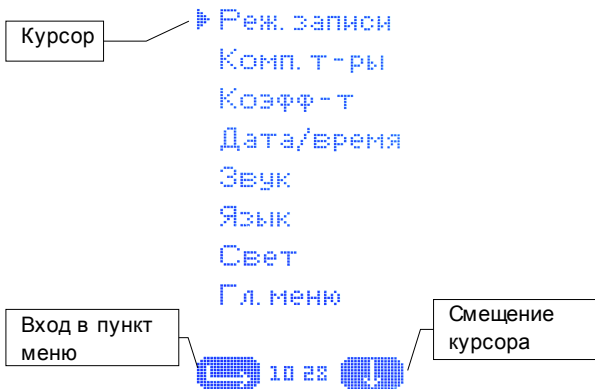 Курсор
Реж. записи
Комп. т-ры
Коэфф-т
Дата/время
Звук
Язык
Свет
Гл. меню
Вход в пункт
меню
10 28
Смещение
курсора